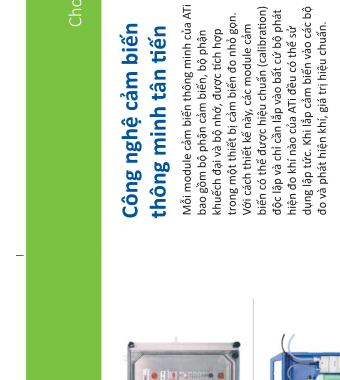 Cho
Công nghệ cảm biến
thông minh tân tiến
Mỗi module cảm biến thông minh của ATi
bao gồm bộ phận cảm biến, bộ phận
khuếch đại và bộ nhớ, được tích hợp
trong một thiết bị cảm biến đo nhỏ gọn.
Với cách thiết kế này, các module cảm
biến có thể được hiệu chuẩn (calibration)
độc lập và chỉ cần lắp vào bất cứ bộ phát
hiện đo khí nào của ATi đều có thể sử
dụng lập tức. Khi lắp cảm biến vào các bộ
đo và phát hiện khí, giá trị hiệu chuẩn.